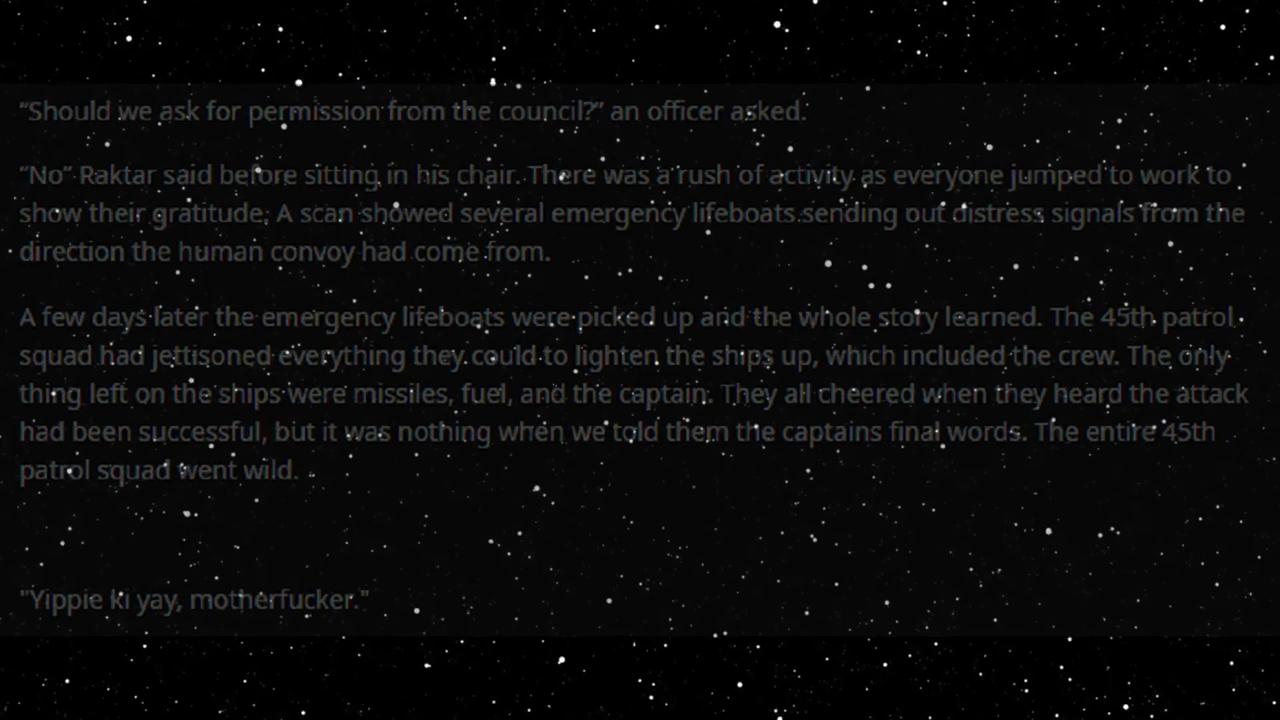 “Should we ask for permission from the council?” an officer asked.
“No” Raktar said before sitting in his chair. There was a rush of activity as everyone jumped to work to
show their gratitude. A scan showed several emergency lifeboats sending out distress signals from the
direction the human convoy had come from.
A few days later the emergency lifeboats were picked up and the whole story learned. The 45th patrol
squad had jettisoned everything they could to lighten the ships up, which included the crew. The only
thing left on the ships were missiles, fuel, and the captain. They all cheered when they heard the attack
had been successful, but it was nothing when we told them the captains final words. The entire 45th
patrol squad went wild.
"Yippie ki yay, motherfucker."